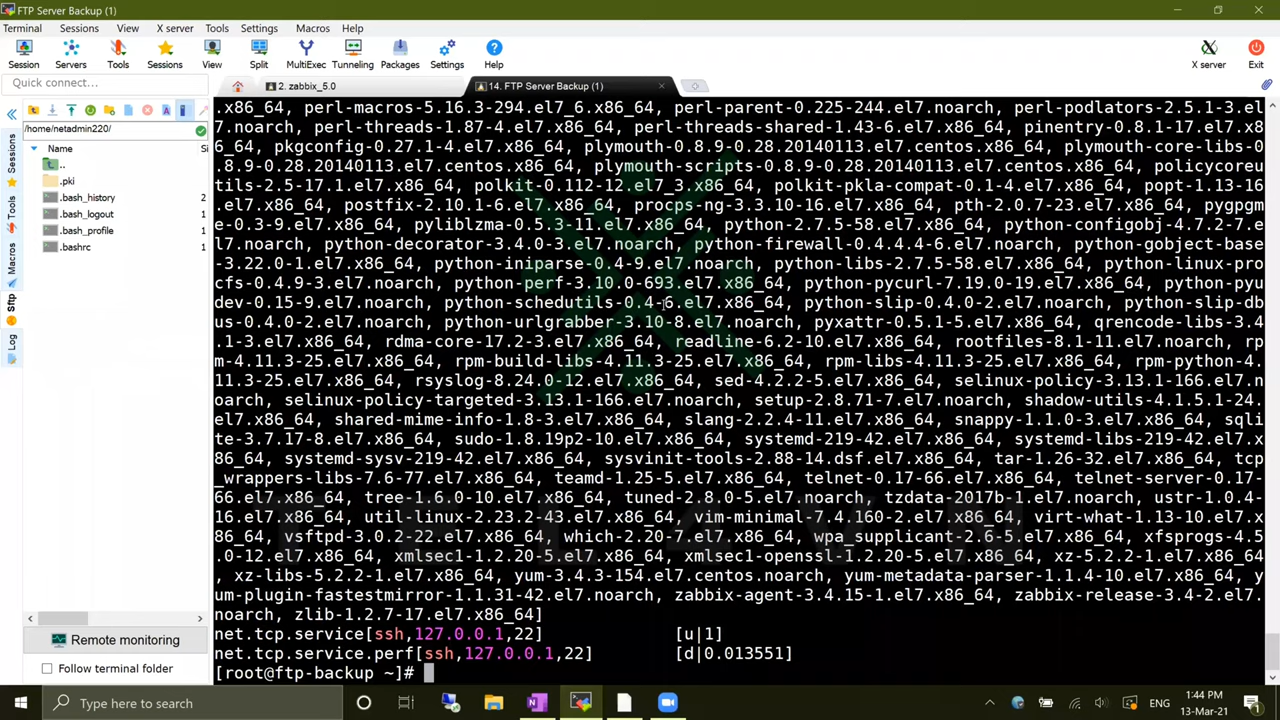 FTP Server Backup (1)
Terminal Sessions View X server Tools Settings Macros Help
Session Servers Tools Sessions View Split MultiExec Tunneling Packages Settings Help X server Exit
Quick connect...
2. zabbix_5.0
14. FTP Server Backup (1)
/home/netadmin220/
Name Si
..
.pki
.bash_history 2
.bash_logout 1
.bash_profile 1
.bashrc 1
Sessions
Tools
Macros
Sftp
Log
.x86_64, perl-macros-5.16.3-294.el7_6.x86_64, perl-parent-0.225-244.el7.noarch, perl-podlators-2.5.1-3.el
7.noarch, perl-threads-1.87-4.el7.x86_64, perl-threads-shared-1.43-6.el7.x86_64, pinentry-0.8.1-17.el7.x8
6_64, pkgconfig-0.27.1-4.el7.x86_64, plymouth-0.8.9-0.28.20140113.el7.centos.x86_64, plymouth-core-libs-0
.8.9-0.28.20140113.el7.centos.x86_64, plymouth-scripts-0.8.9-0.28.20140113.el7.centos.x86_64, policycoreu
tils-2.5-17.1.el7.x86_64, polkit-0.112-12.el7_3.x86_64, polkit-pkla-compat-0.1-4.el7.x86_64, popt-1.13-16
.el7.x86_64, postfix-2.10.1-6.el7.x86_64, procps-ng-3.3.10-16.el7.x86_64, pth-2.0.7-23.el7.x86_64, pygpgm
e-0.3-9.el7.x86_64, pyliblzma-0.5.3-11.el7.x86_64, python-2.7.5-58.el7.x86_64, python-configobj-4.7.2-7.e
l7.noarch, python-decorator-3.4.0-3.el7.noarch, python-firewall-0.4.4.4-6.el7.noarch, python-gobject-base
-3.22.0-1.el7.x86_64, python-iniparse-0.4-9.el7.noarch, python-libs-2.7.5-58.el7.x86_64, python-linux-pro
cfs-0.4.9-3.el7.noarch, python-perf-3.10.0-693.el7.x86_64, python-pycurl-7.19.0-19.el7.x86_64, python-pyu
dev-0.15-9.el7.noarch, python-schedutils-0.4-6.el7.x86_64, python-slip-0.4.0-2.el7.noarch, python-slip-db
us-0.4.0-2.el7.noarch, python-urlgrabber-3.10-8.el7.noarch, pyxattr-0.5.1-5.el7.x86_64, qrencode-libs-3.4
.1-3.el7.x86_64, rdma-core-17.2-3.el7.x86_64, readline-6.2-10.el7.x86_64, rootfiles-8.1-11.el7.noarch, rp
m-4.11.3-25.el7.x86_64, rpm-build-libs-4.11.3-25.el7.x86_64, rpm-libs-4.11.3-25.el7.x86_64, rpm-python-4.
11.3-25.el7.x86_64, rsyslog-8.24.0-12.el7.x86_64, sed-4.2.2-5.el7.x86_64, selinux-policy-3.13.1-166.el7.n
oarch, selinux-policy-targeted-3.13.1-166.el7.noarch, setup-2.8.71-7.el7.noarch, shadow-utils-4.1.5.1-24.
el7.x86_64, shared-mime-info-1.8-3.el7.x86_64, slang-2.2.4-11.el7.x86_64, snappy-1.1.0-3.el7.x86_64, sqli
te-3.7.17-8.el7.x86_64, sudo-1.8.19p2-10.el7.x86_64, systemd-219-42.el7.x86_64, systemd-libs-219-42.el7.x
86_64, systemd-sysv-219-42.el7.x86_64, sysvinit-tools-2.88-14.dsf.el7.x86_64, tar-1.26-32.el7.x86_64, tcp
_wrappers-libs-7.6-77.el7.x86_64, teamd-1.25-5.el7.x86_64, telnet-0.17-66.el7.x86_64, telnet-server-0.17-
66.el7.x86_64, tree-1.6.0-10.el7.x86_64, tuned-2.8.0-5.el7.noarch, tzdata-2017b-1.el7.noarch, ustr-1.0.4-
16.el7.x86_64, util-linux-2.23.2-43.el7.x86_64, vim-minimal-7.4.160-2.el7.x86_64, virt-what-1.13-10.el7.x
86_64, vsftpd-3.0.2-22.el7.x86_64, which-2.20-7.el7.x86_64, wpa_supplicant-2.6-5.el7.x86_64, xfsprogs-4.5
.0-12.el7.x86_64, xmlsec1-1.2.20-5.el7.x86_64, xmlsec1-openssl-1.2.20-5.el7.x86_64, xz-5.2.2-1.el7.x86_64
, xz-libs-5.2.2-1.el7.x86_64, yum-3.4.3-154.el7.centos.noarch, yum-metadata-parser-1.1.4-10.el7.x86_64, y
um-plugin-fastestmirror-1.1.31-42.el7.noarch, zabbix-agent-3.4.15-1.el7.x86_64, zabbix-release-3.4-2.el7.
noarch, zlib-1.2.7-17.el7.x86_64]
net.tcp.service[ssh,127.0.0.1,22] [u|1]
net.tcp.service.perf[ssh,127.0.0.1,22] [d|0.013551]
[root@ftp-backup ~]#
Remote monitoring
Follow terminal folder
Type here to search
ENG
1:44 PM
13-Mar-21